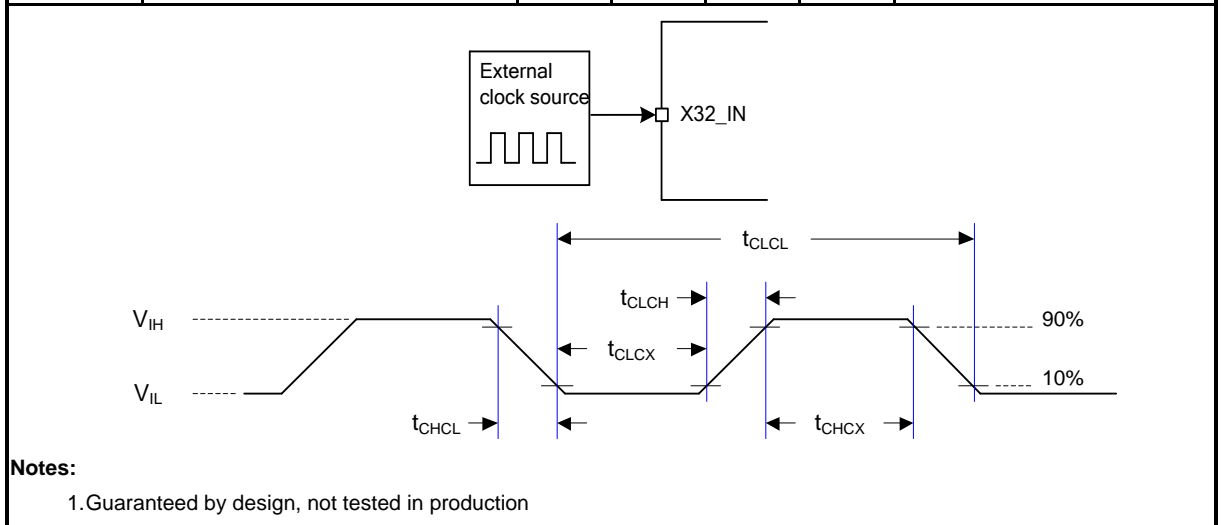 External
clock source
X32_IN
tCLCL
tCLCH
VIH
90%
tCLCX
VIL
10%
tCHCL
tCHCX
Notes:
1.Guaranteed by design, not tested in production